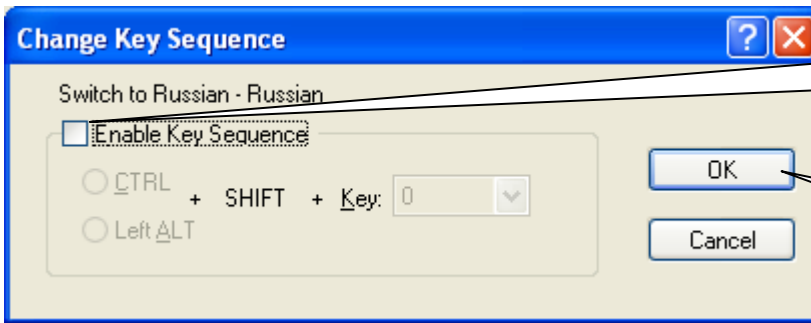 Change Key Sequence
Switch to Russian - Russian
Enable Key Sequence
CTRL
+ SHIFT + Key: 0
Left ALT
OK
Cancel